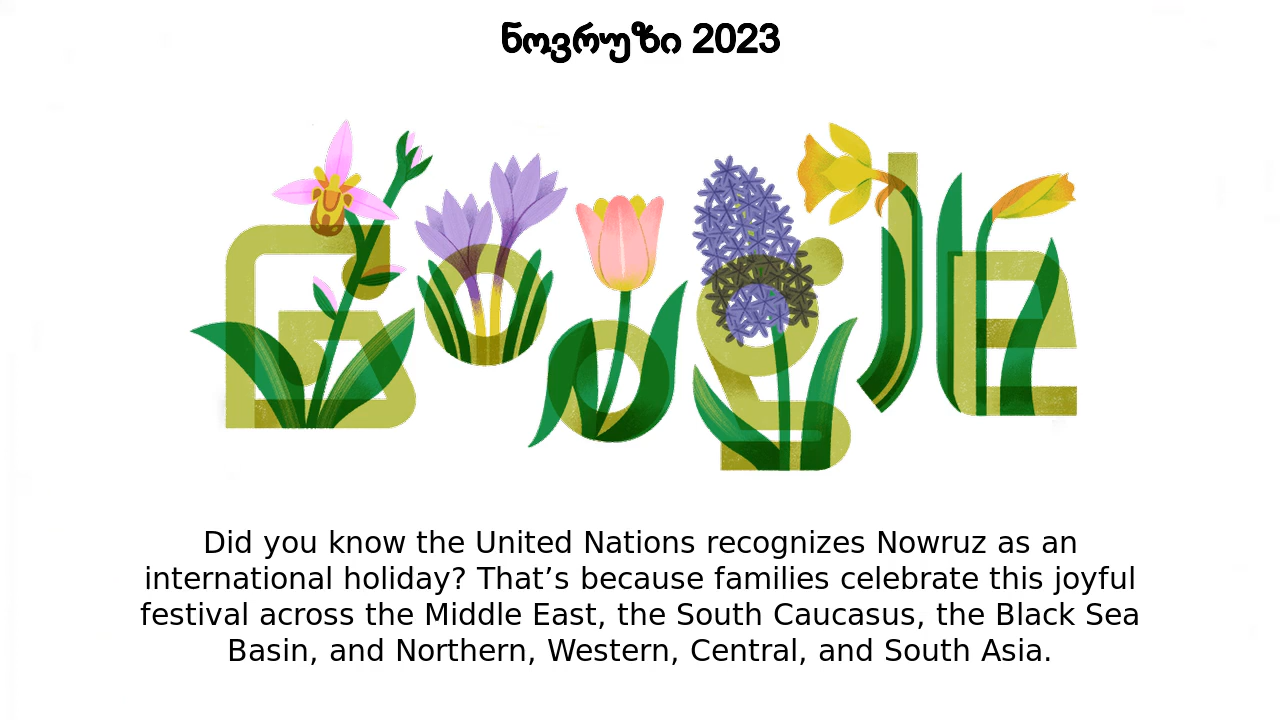 ნოვრუზი 2023
Google
Did you know the United Nations recognizes Nowruz as an
international holiday? That’s because families celebrate this joyful
festival across the Middle East, the South Caucasus, the Black Sea
Basin, and Northern, Western, Central, and South Asia.